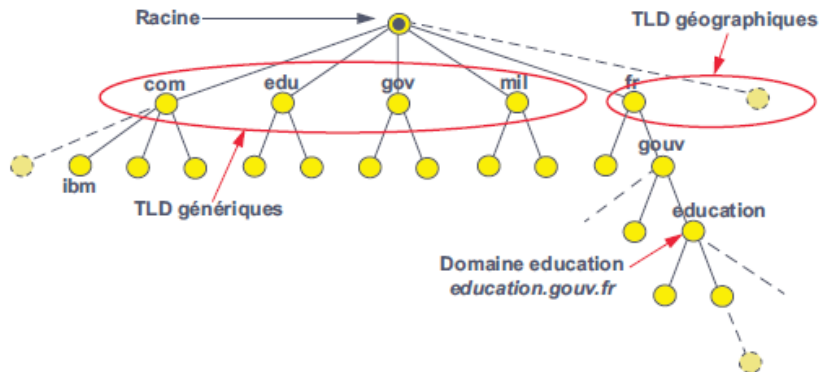 Racine
TLD géographiques
com
edu
gov
mil
fr
gouv
ibm
TLD génériques
education
Domaine education
education.gouv.fr